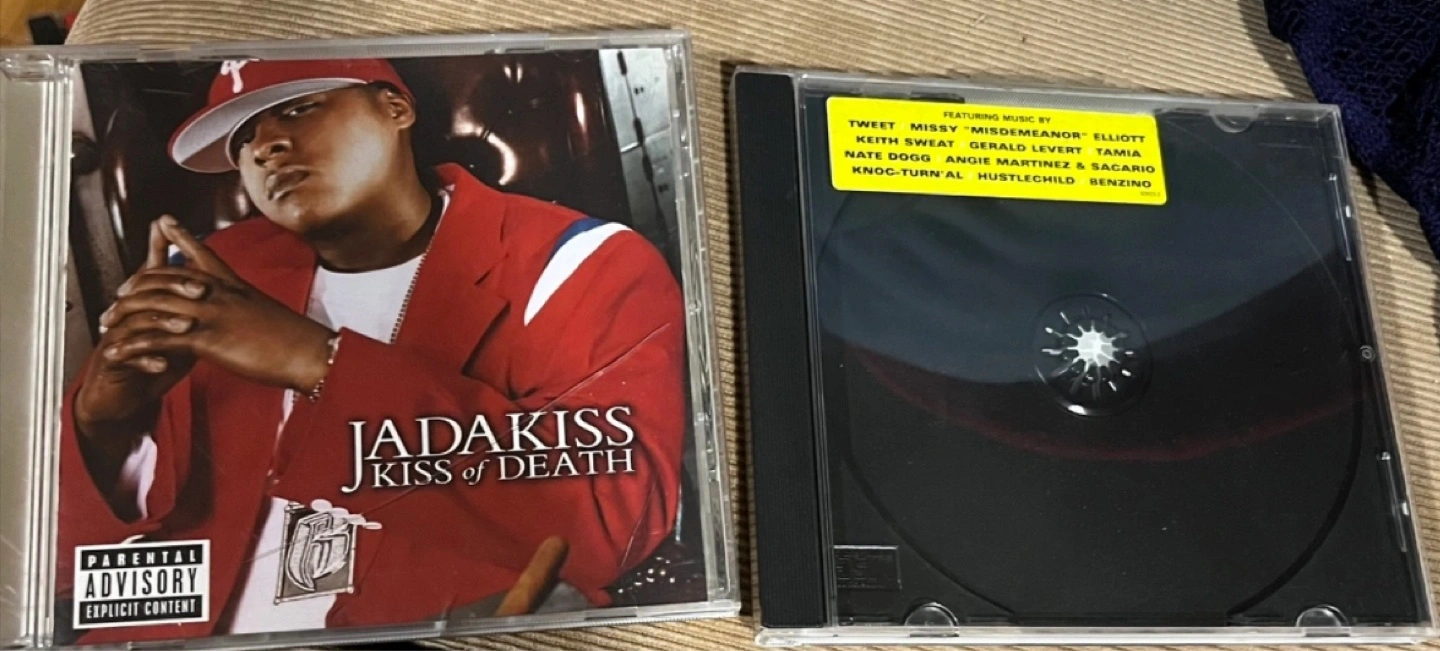 JADAKISS
KISS of DEATH
PARENTAL
ADVISORY
EXPLICIT CONTENT
FEATURING MUSIC BY
TWEET / MISSY "MISDEMEANOR" ELLIOTT
KEITH SWEAT / GERALD LEVERT / TAMIA
NATE DOGG / ANGIE MARTINEZ & SACARIO
KNOC-TURN'AL / HUSTLECHILD / BENZINO